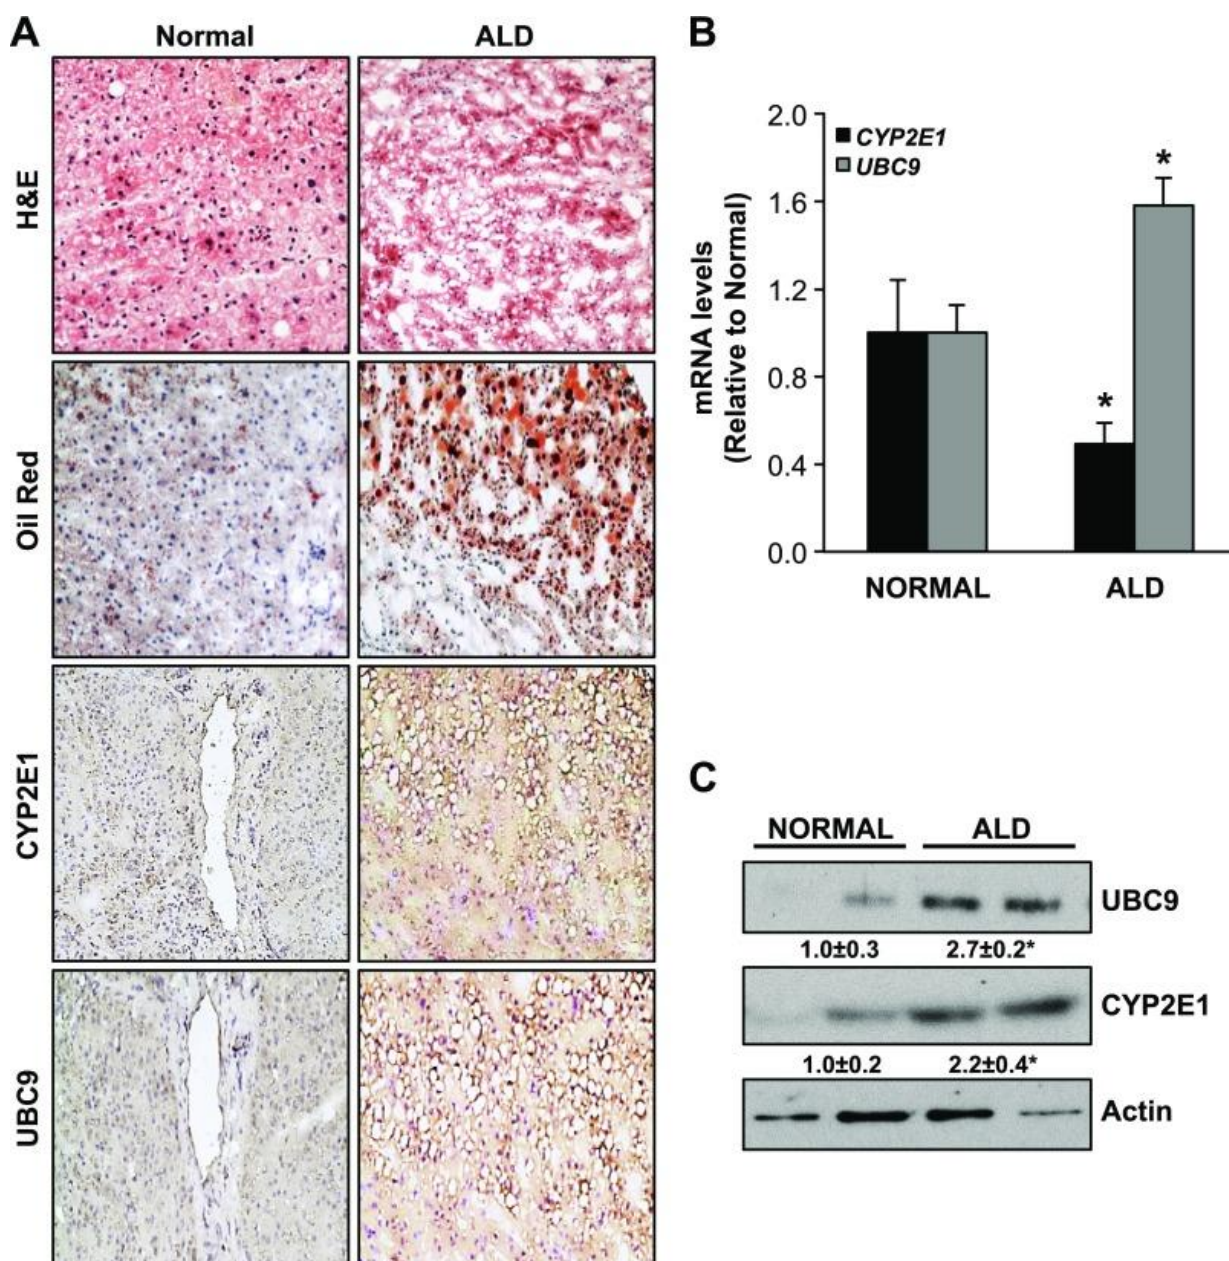 A
Normal
ALD
H&E
Oil Red
CYP2E1
UBC9
B
2.0
1.6
1.2
0.8
0.4
0.0
mRNA levels
(Relative to Normal)
CYP2E1
UBC9
*
*
NORMAL
ALD
C
NORMAL
ALD
UBC9
1.0±0.3
2.7±0.2*
CYP2E1
1.0±0.2
2.2±0.4*
Actin